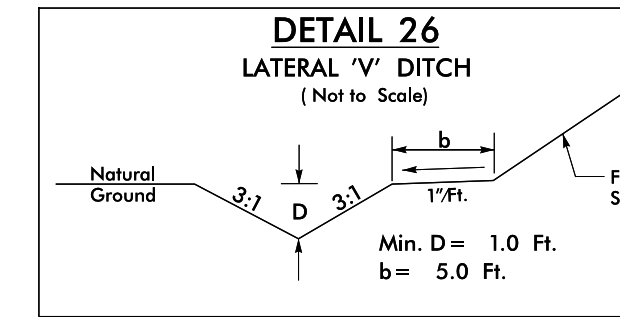 DETAIL 26
LATERAL 'V' DITCH
( Not to Scale)
b
Natural
Ground
3:1
D
3:1
1"/Ft.
F
S
Min. D = 1.0 Ft.
b = 5.0 Ft.